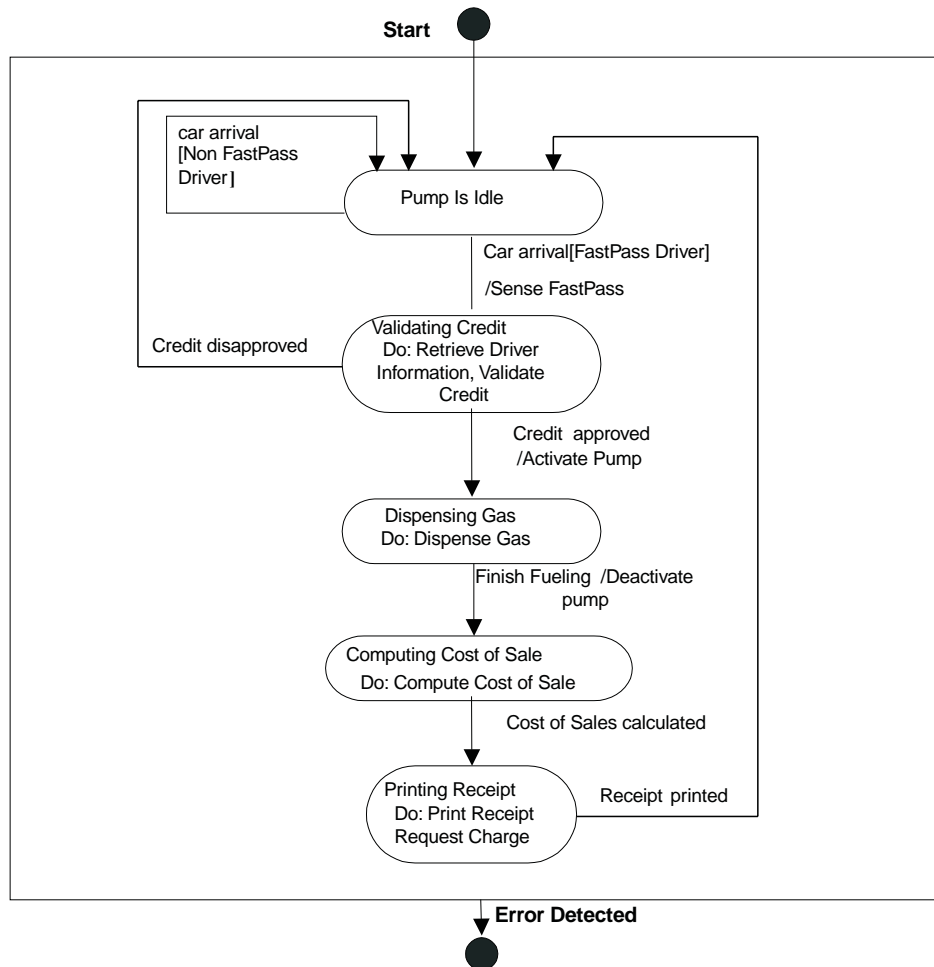 Start
car arrival
[Non FastPass
Driver]
Pump Is Idle
Car arrival[FastPass Driver]
/Sense FastPass
Validating Credit
Do: Retrieve Driver
Information, Validate
Credit
Credit disapproved
Credit approved
/Activate Pump
Dispensing Gas
Do: Dispense Gas
Finish Fueling /Deactivate
pump
Computing Cost of Sale
Do: Compute Cost of Sale
Cost of Sales calculated
Printing Receipt
Do: Print Receipt
Request Charge
Receipt printed
Error Detected